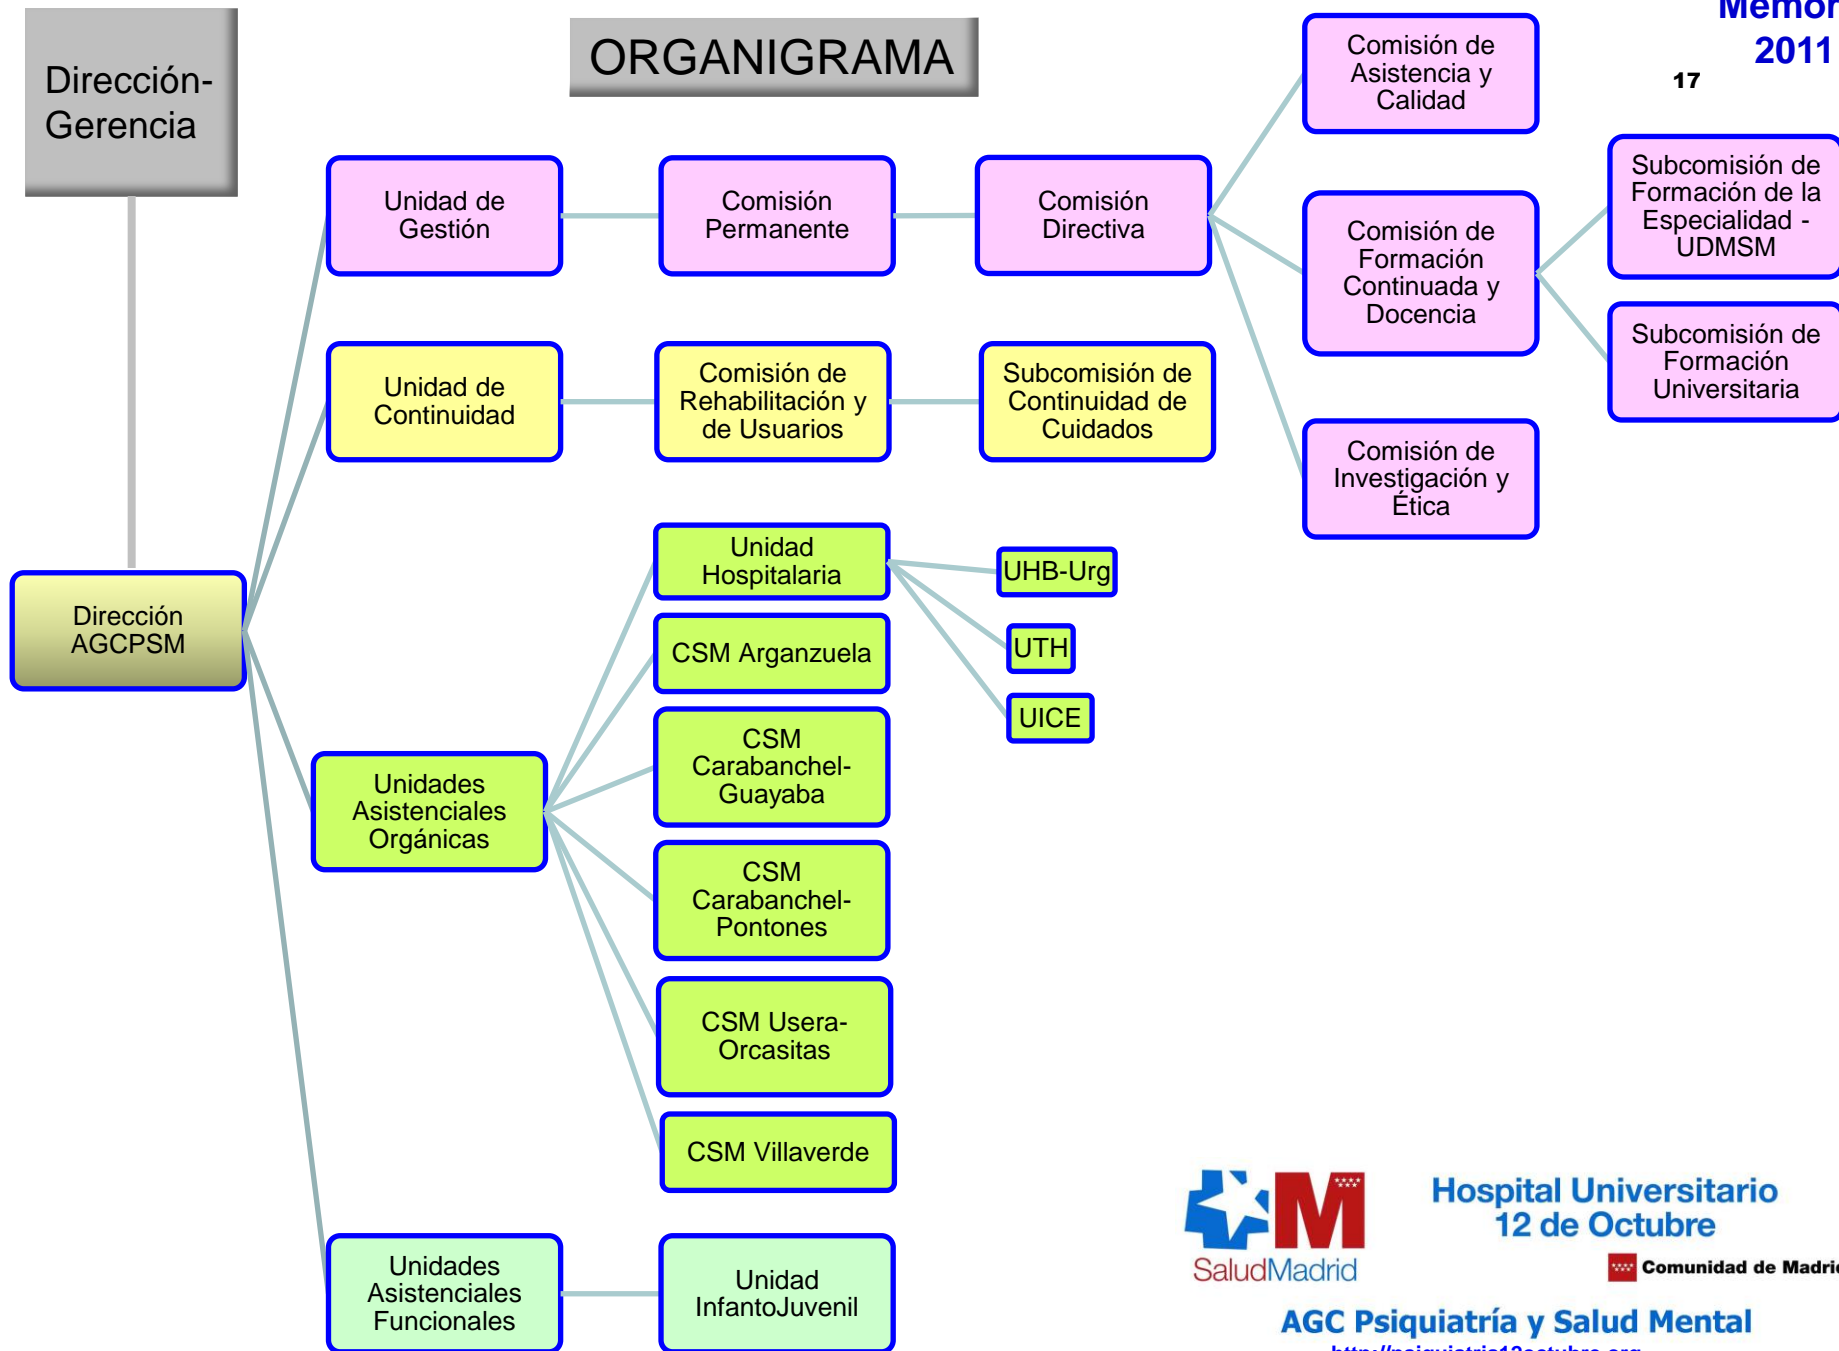 Dirección-
Gerencia
ORGANIGRAMA
2011
17
Comisión de
Asistencia y
Calidad
Unidad de
Gestión
Comisión
Permanente
Comisión
Directiva
Comisión de
Formación
Continuada y
Docencia
Subcomisión de
Formación de la
Especialidad -
UDMSM
Subcomisión de
Formación
Universitaria
Comisión de
Investigación y
Ética
Unidad de
Continuidad
Comisión de
Rehabilitación y
de Usuarios
Subcomisión de
Continuidad de
Cuidados
Dirección
AGCPSM
Unidades
Asistenciales
Orgánicas
Unidad
Hospitalaria
UHB-Urg
UTH
UICE
CSM Arganzuela
CSM
Carabanchel-
Guayaba
CSM
Carabanchel-
Pontones
CSM Usera-
Orcasitas
CSM Villaverde
Unidades
Asistenciales
Funcionales
Unidad
InfantoJuvenil
M
SaludMadrid
Hospital Universitario
12 de Octubre
Comunidad de Madrid
AGC Psiquiatría y Salud Mental